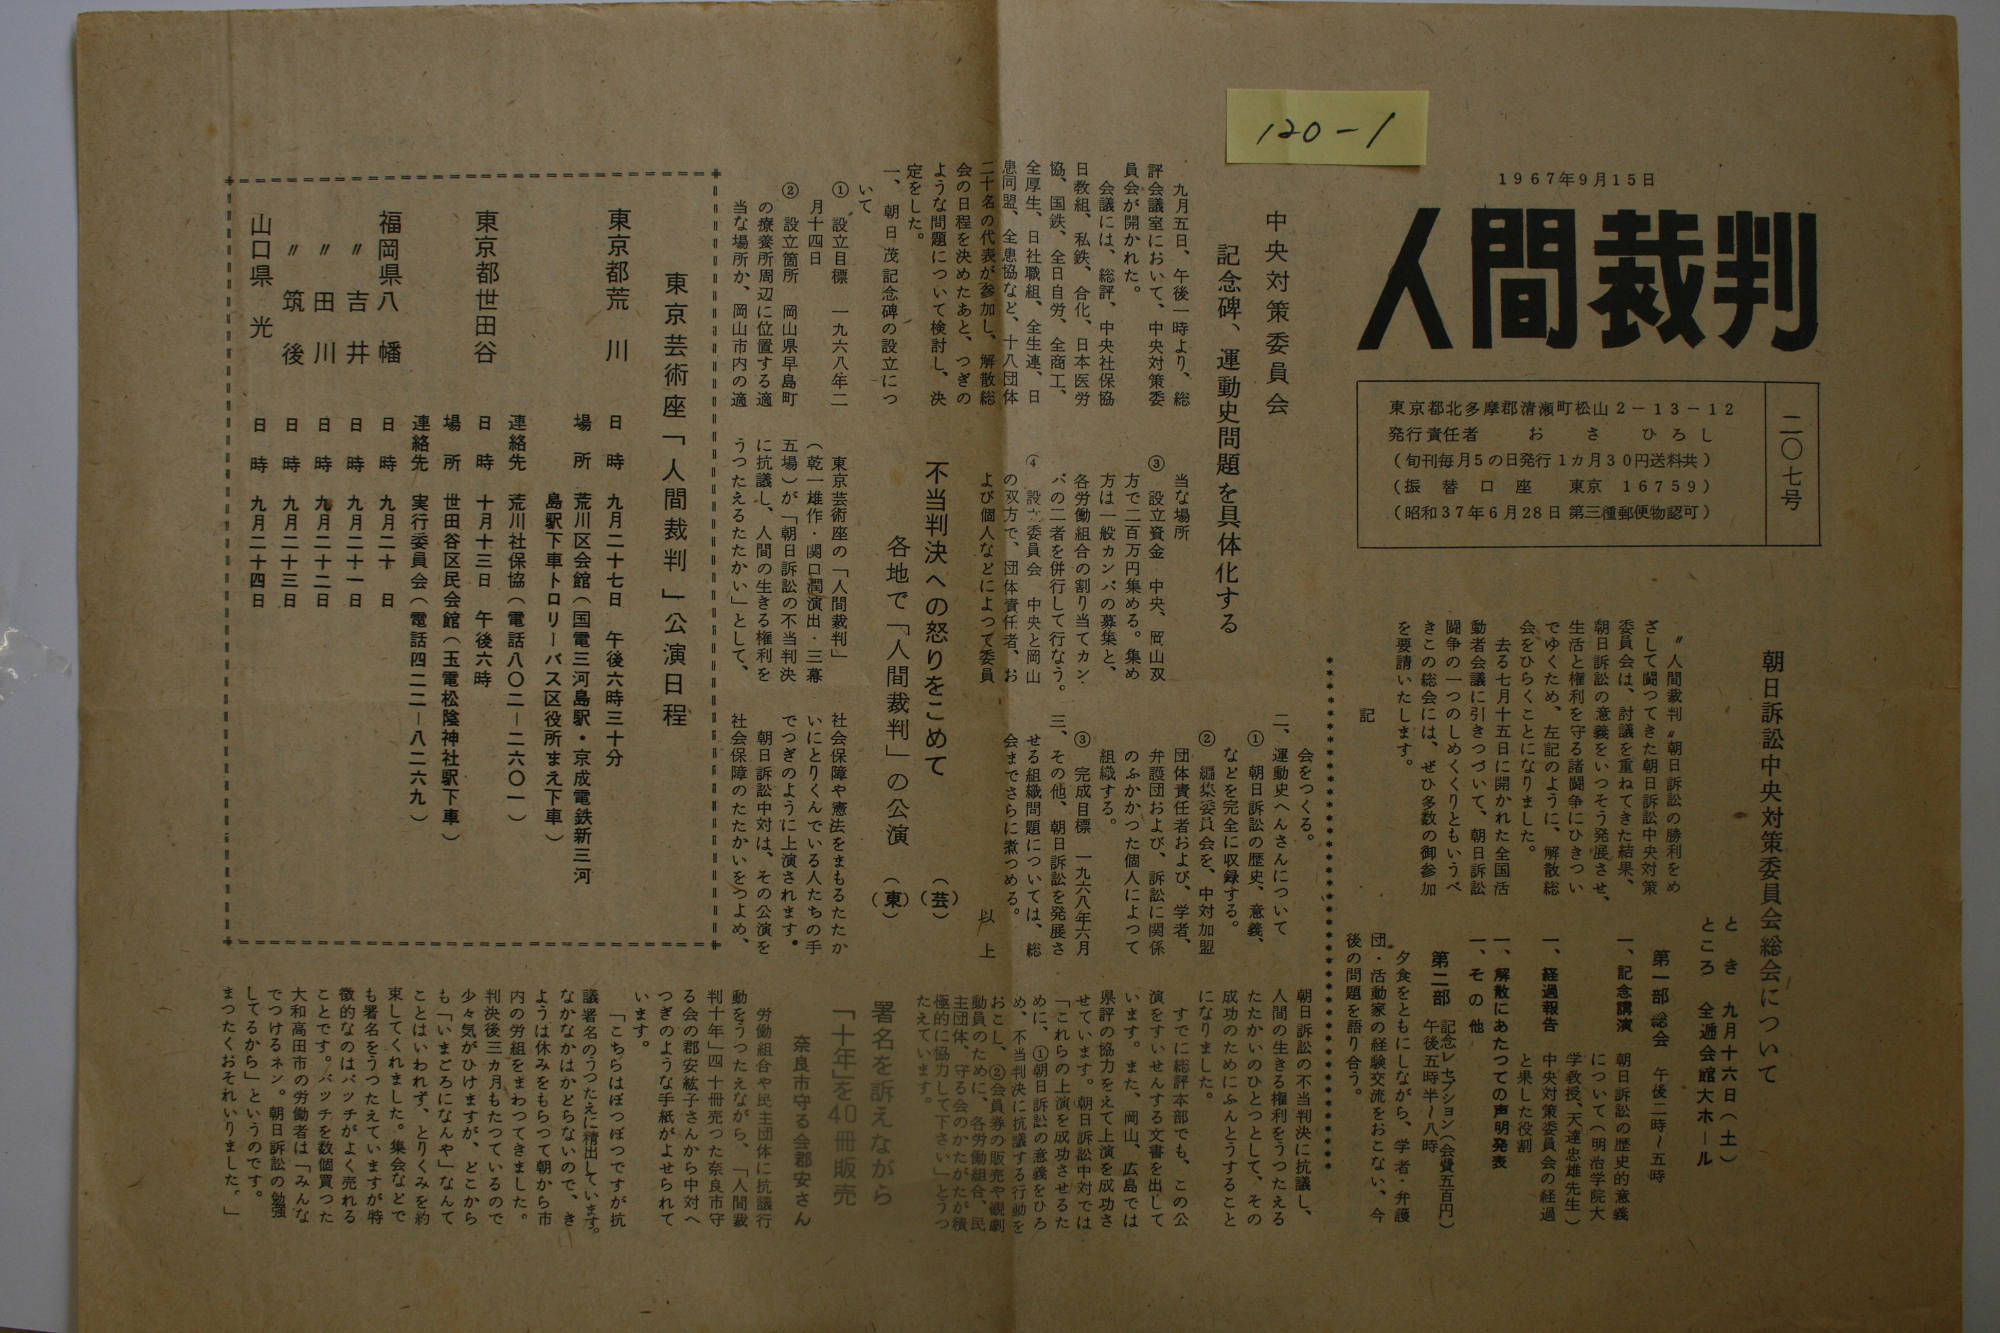 120-1
1967年9月15日
人間裁判
二〇七号
東京都北多摩郡清瀬町松山2-13-12
発行責任者 おさひろし
(旬刊毎月5の日発行1カ月30円送料共)
(振替口座 東京 16759)
(昭和37年6月28日第三種郵便物認可)
朝日訴訟中央対策委員会総会について
〝人間裁判〟朝日訴訟の勝利をめ
ざして闘つてきた朝日訴訟中央対策
委員会は、討議を重ねてきた結果、
朝日訴訟の意義をいつそう発展させ、
生活と権利を守る諸闘争にひきつい
でゆくため、左記のように、解散総
会をひらくことになりました。
去る七月十五日に開かれた全国活
動者会議に引きつづいて、朝日訴訟
闘争の一つのしめくくりともいうべ
きこの総会には、ぜひ多数の御参加
を要請いたします。
記
とき 九月十六日(土)
ところ 全逓会館大ホール
第一部 総会 午後二時～五時
一、記念講演 朝日訴訟の歴史的意義
について(明治学院大
学教授、天達忠雄先生)
一、経過報告 中央対策委員会の経過
と果した役割
一、解散にあたつての声明発表
一、その他
第二部 記念レセプション(会費五百円)
午後五時半～八時
夕食をともにしながら、学者・弁護
団・活動家の経験交流をおこない、今
後の問題を語り合う。
中央対策委員会
記念碑、運動史問題を具体化する
九月五日、午後一時より、総
評会議室において、中央対策委
員会が開かれた。
会議には、総評、中央社保協
日教組、私鉄、合化、日本医労
協、国鉄、全日自労、全商工、
全厚生、日社職組、全生連、日
患同盟、全患協など、十八団体
二十名の代表が参加し、解散総
会の日程を決めたあと、つぎの
ような問題について検討し、決
定をした。
一、朝日茂記念碑の設立につ
いて
① 設立目標 一九六八年二
月十四日
② 設立箇所 岡山県早島町
の療養所周辺に位置する適
当な場所か、岡山市内の適
当な場所
③ 設立資金 中央、岡山双
方で二百万円集める。集め
方は一般カンパの募集と、
各労働組合の割り当てカン
パの二者を併行して行なう。
④ 設立委員会 中央と岡山
の双方で、団体責任者、お
よび個人などによつて委員
会をつくる。
二、運動史へんさんについて
① 朝日訴訟の歴史、意義、
などを完全に収録する。
② 編集委員会を、中対加盟
団体責任者および、学者、
弁護団および、訴訟に関係
のふかかつた個人によつて
組織する。
③ 完成目標 一九六八年六月
三、その他、朝日訴訟を発展さ
せる組織問題については、総
会までさらに煮つめる。
以上
不当判決への怒りをこめて
各地で「人間裁判」の公演
(芸)
(東)
東京芸術座の「人間裁判」
(乾一雄作・関口潤演出・三幕
五場)が「朝日訴訟の不当判決
に抗議し、人間の生きる権利を
うつたえるたたかい」として、
社会保障や憲法をまもるたたか
いにとりくんでいる人たちの手
でつぎのように上演されます。
朝日訴訟中対は、その公演を
社会保障のたたかいをつよめ、
朝日訴訟の不当判決に抗議し、
人間の生きる権利をうつたえる
たたかいのひとつとして、その
成功のためにふんとうすること
になりました。
すでに総評本部でも、この公
演をすいせんする文書を出して
います。また、岡山、広島では
県評の協力をえて上演を成功さ
せています。朝日訴訟中対では
「これらの上演を成功させるた
めに、①朝日訴訟の意義をひろ
め、不当判決に抗議する行動を
おこし、②会員券の販売や観劇
動員のために、各労働組合、民
主団体、守る会のかたがたが積
極的に協力して下さい」とうつ
たえています。
東京芸術座「人間裁判」公演日程
東京都荒川 日時 九月二十七日 午後六時三十分
場所 荒川区会館(国電三河島駅・京成電鉄新三河
島駅下車トロリーバス区役所まえ下車)
連絡先 荒川社保協(電話八〇二-二六〇一)
東京都世田谷 日時 十月十三日 午後六時
場所 世田谷区民会館(玉電松陰神社駅下車)
連絡先 実行委員会(電話四二二-八二六九)
福岡県八幡 日時 九月二十日
〃 吉井 日時 九月二十一日
〃 田川 日時 九月二十二日
〃 筑後 日時 九月二十三日
山口県 光 日時 九月二十四日
署名を訴えながら
「十年」を40冊販売
奈良市守る会郡安さん
労働組合や民主団体に抗議行
動をうつたえながら、「人間裁
判十年」四十冊売つた奈良市守
る会の郡安絃子さんから中対へ
つぎのような手紙がよせられて
います。
「こちらはぼつぼつですが抗
議署名のうつたえに精出しています。
なかなかはかどらないので、き
ようは休みをもらつて朝から市
内の労組をまわつてきました。
判決後三ヵ月もたつているので
少々気がひけますが、どこから
も「いまごろになんや」なんて
ことはいわれず、とりくみを約
束してくれました。集会などで
も署名をうつたえていますが特
徴的なのはバッチがよく売れる
ことです。バッチを数個買つた
大和高田市の労働者は「みんな
でつけるネン。朝日訴訟の勉強
してるから」というのです。
まつたくおそれいりました。」